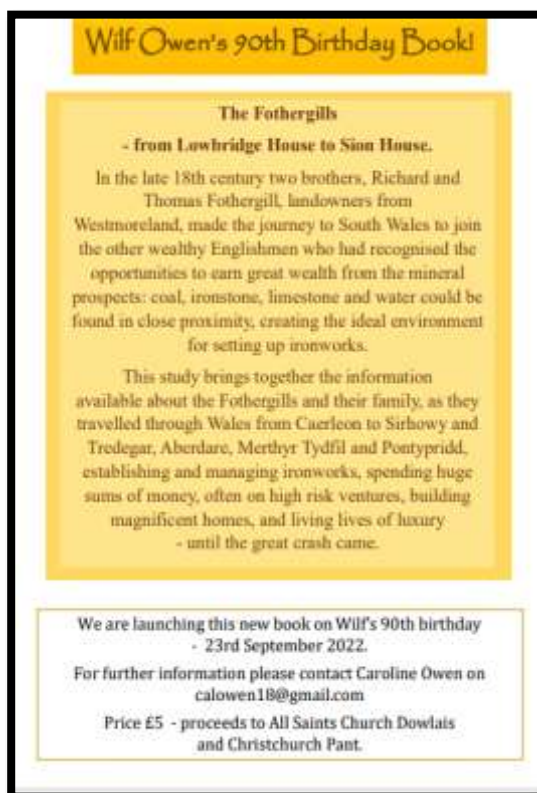 Wilf Owen's 90th Birthday Book!
The Fothergills
- from Lowbridge House to Sion House.
In the late 18th century two brothers, Richard and
Thomas Fothergill, landowners from
Westmoreland, made the journey to South Wales to join
the other wealthy Englishmen who had recognised the
opportunities to earn great wealth from the mineral
prospects: coal, ironstone, limestone and water could be
found in close proximity, creating the ideal environment
for setting up ironworks.
This study brings together the information
available about the Fothergills and their family, as they
travelled through Wales from Caerleon to Sirhowy and
Tredegar, Aberdare, Merthyr Tydfil and Pontypridd,
establishing and managing ironworks, spending huge
sums of money, often on high risk ventures, building
magnificent homes, and living lives of luxury
- until the great crash came.
We are launching this new book on Wilf's 90th birthday
- 23rd September 2022.
For further information please contact Caroline Owen on
calowen18@gmail.com
Price £5 - proceeds to All Saints Church Dowlais
and Christchurch Pant.